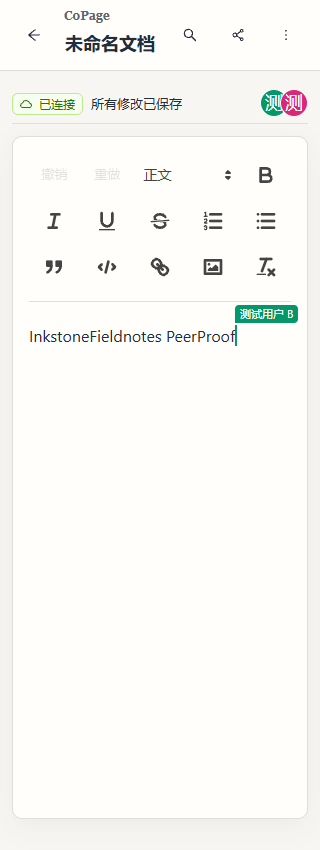 CoPage
未命名文档
已连接 所有修改已保存 测 测
撤销 重做 正文
测试用户 B
InkstoneFieldnotes PeerProof